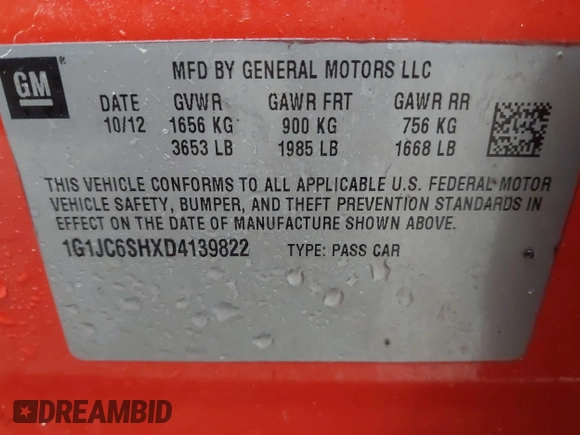 GM ®
MFD BY GENERAL MOTORS LLC
DATE GVWR GAWR FRT GAWR RR
10/12 1656 KG 900 KG 756 KG
3653 LB 1985 LB 1668 LB
THIS VEHICLE CONFORMS TO ALL APPLICABLE U.S. FEDERAL MOTOR
VEHICLE SAFETY, BUMPER, AND THEFT PREVENTION STANDARDS IN
EFFECT ON THE DATE OF MANUFACTURE SHOWN ABOVE.
1G1JC6SHXD4139822 TYPE: PASS CAR
DREAMBID